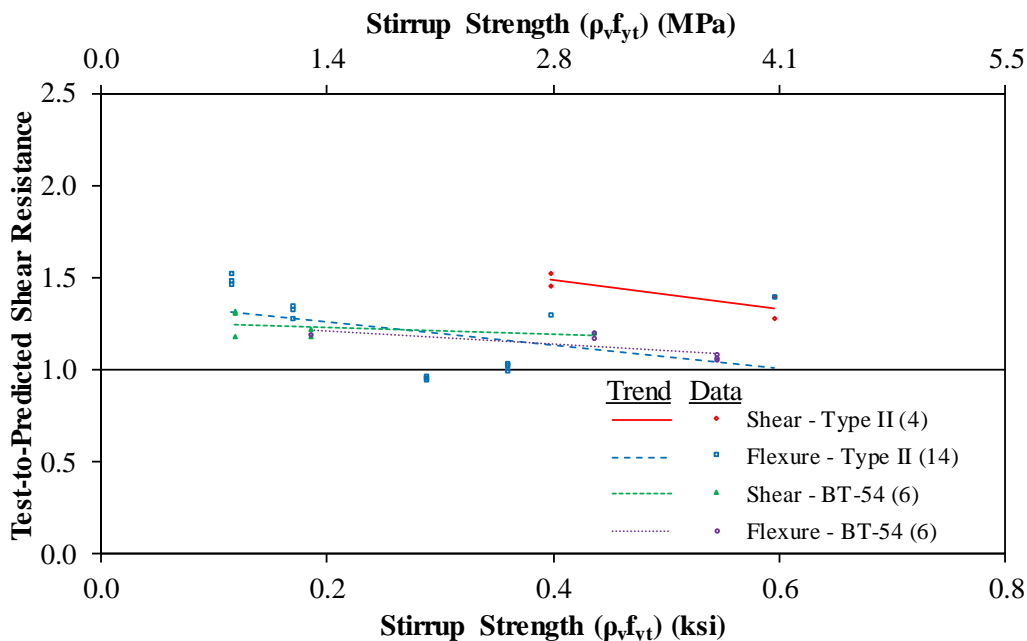 Stirrup Strength (ρvfyt) (MPa)
0.0 1.4 2.8 4.1 5.5
2.5
2.0
1.5
1.0
0.5
0.0
Test-to-Predicted Shear Resistance
Trend Data
Shear - Type II (4)
Flexure - Type II (14)
Shear - BT-54 (6)
Flexure - BT-54 (6)
0.0 0.2 0.4 0.6 0.8
Stirrup Strength (ρvfyt) (ksi)